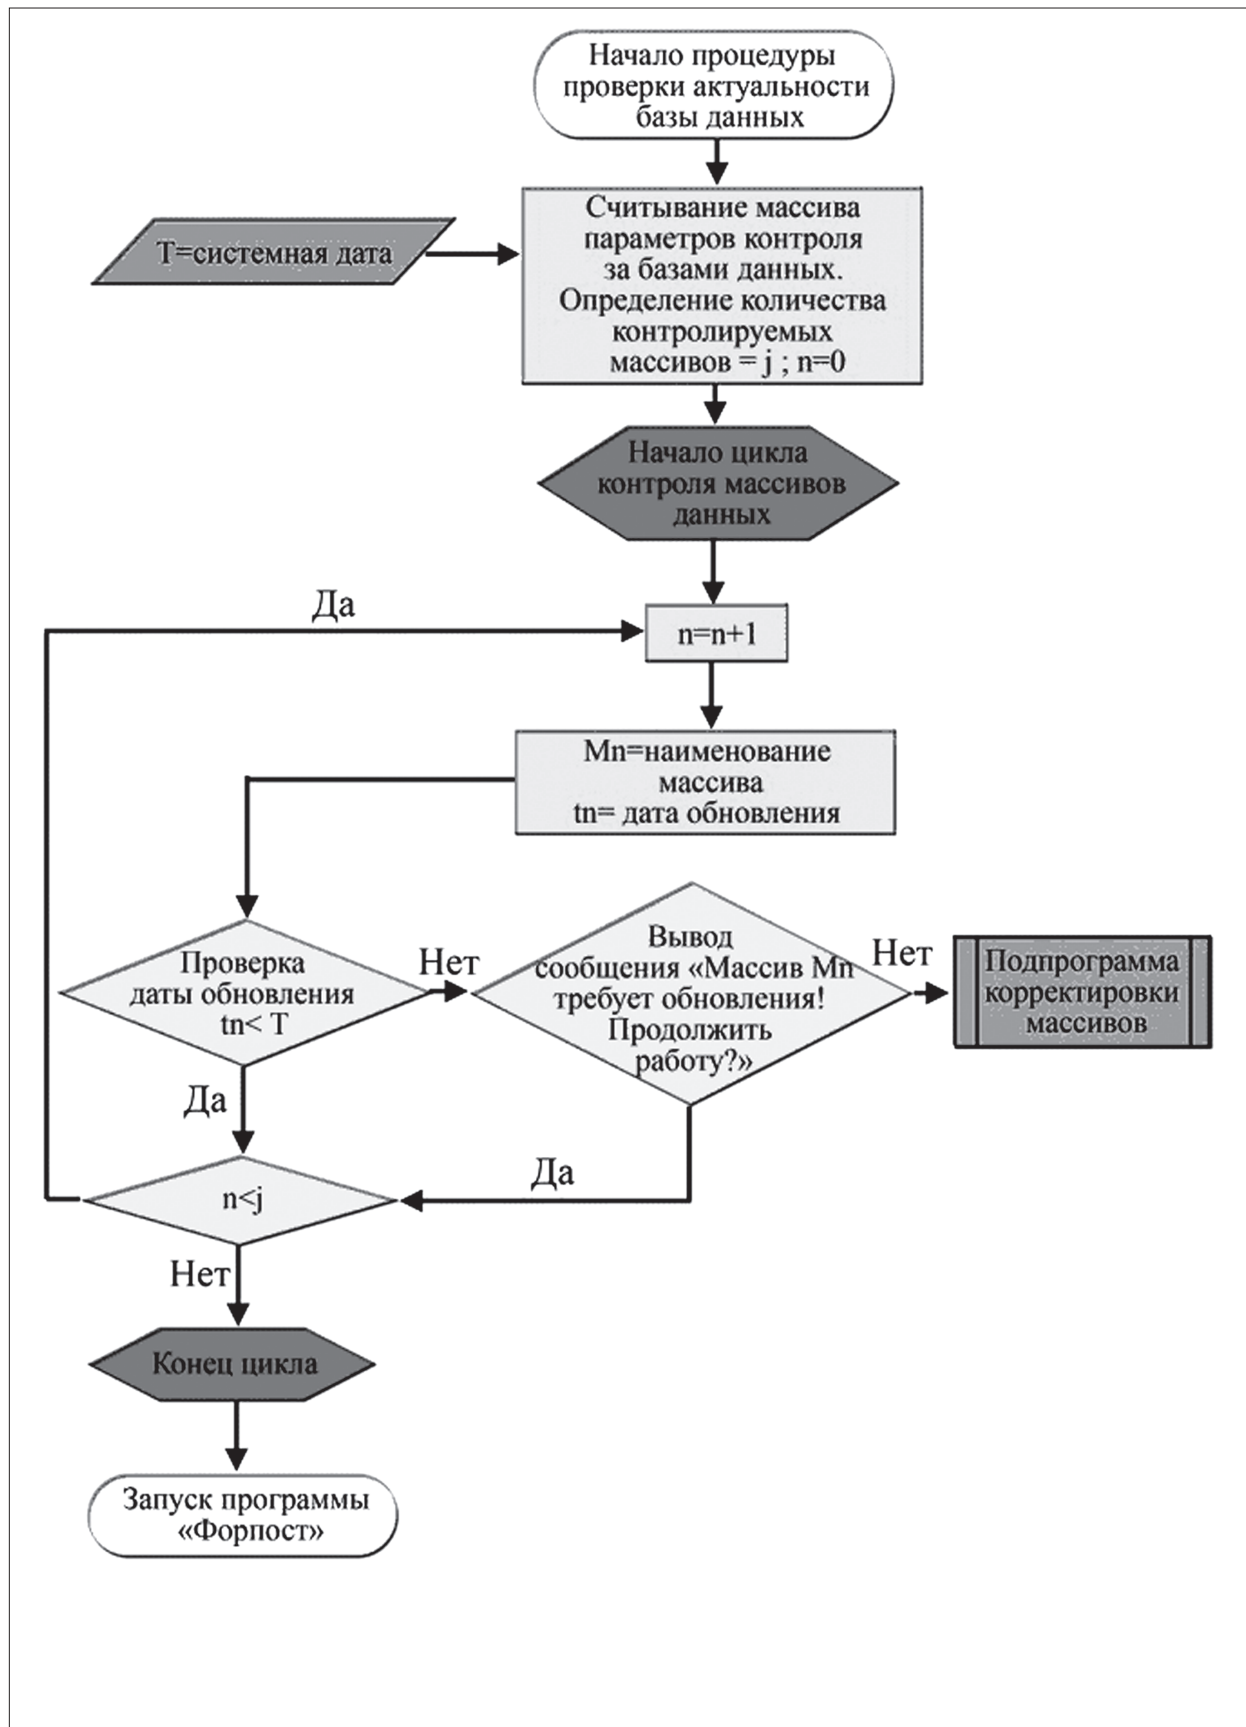 Начало процедуры
проверки актуальности
базы данных
T=системная дата
Считывание массива
параметров контроля
за базами данных.
Определение количества
контролируемых
массивов = j ; n=0
Начало цикла
контроля массивов
данных
Да
n=n+1
Mn=наименование
массива
tn= дата обновления
Проверка
даты обновления
tn< T
Нет
Вывод
сообщения «Массив Mn
требует обновления!
Продолжить
работу?»
Нет
Подпрограмма
корректировки
массивов
Да
Да
n<j
Нет
Конец цикла
Запуск программы
«Форпост»